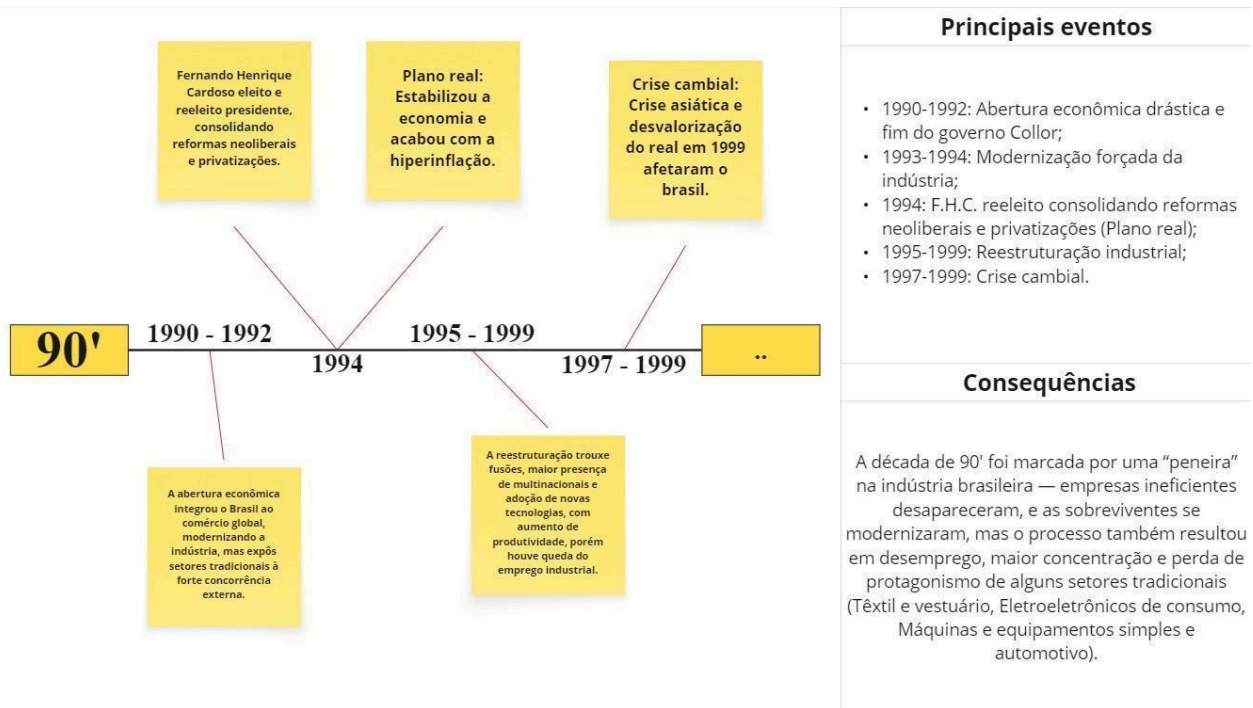 Fernando Henrique
Cardoso eleito e
reeleito presidente,
consolidando
reformas neoliberais
e privatizações.
Plano real:
Estabilizou a
economia e
acabou com a
hiperinflação.
Crise cambial:
Crise asiática e
desvalorização
do real em 1999
afetaram o
brasil.
90'
1990 - 1992
1994
1995 - 1999
1997 - 1999
..
A abertura econômica
integrou o Brasil ao
comércio global,
modernizando a
indústria, mas expôs
setores tradicionais à
forte concorrência
externa.
A reestruturação trouxe
fusões, maior presença
de multinacionais e
adoção de novas
tecnologias, com
aumento de
produtividade, porém
houve queda do
emprego industrial.
Principais eventos
• 1990-1992: Abertura econômica drástica e
fim do governo Collor;
• 1993-1994: Modernização forçada da
indústria;
• 1994: F.H.C. reeleito consolidando reformas
neoliberais e privatizações (Plano real);
• 1995-1999: Reestruturação industrial;
• 1997-1999: Crise cambial.
Consequências
A década de 90' foi marcada por uma “peneira”
na indústria brasileira — empresas ineficientes
desapareceram, e as sobreviventes se
modernizaram, mas o processo também resultou
em desemprego, maior concentração e perda de
protagonismo de alguns setores tradicionais
(Têxtil e vestuário, Eletroeletrônicos de consumo,
Máquinas e equipamentos simples e
automotivo).